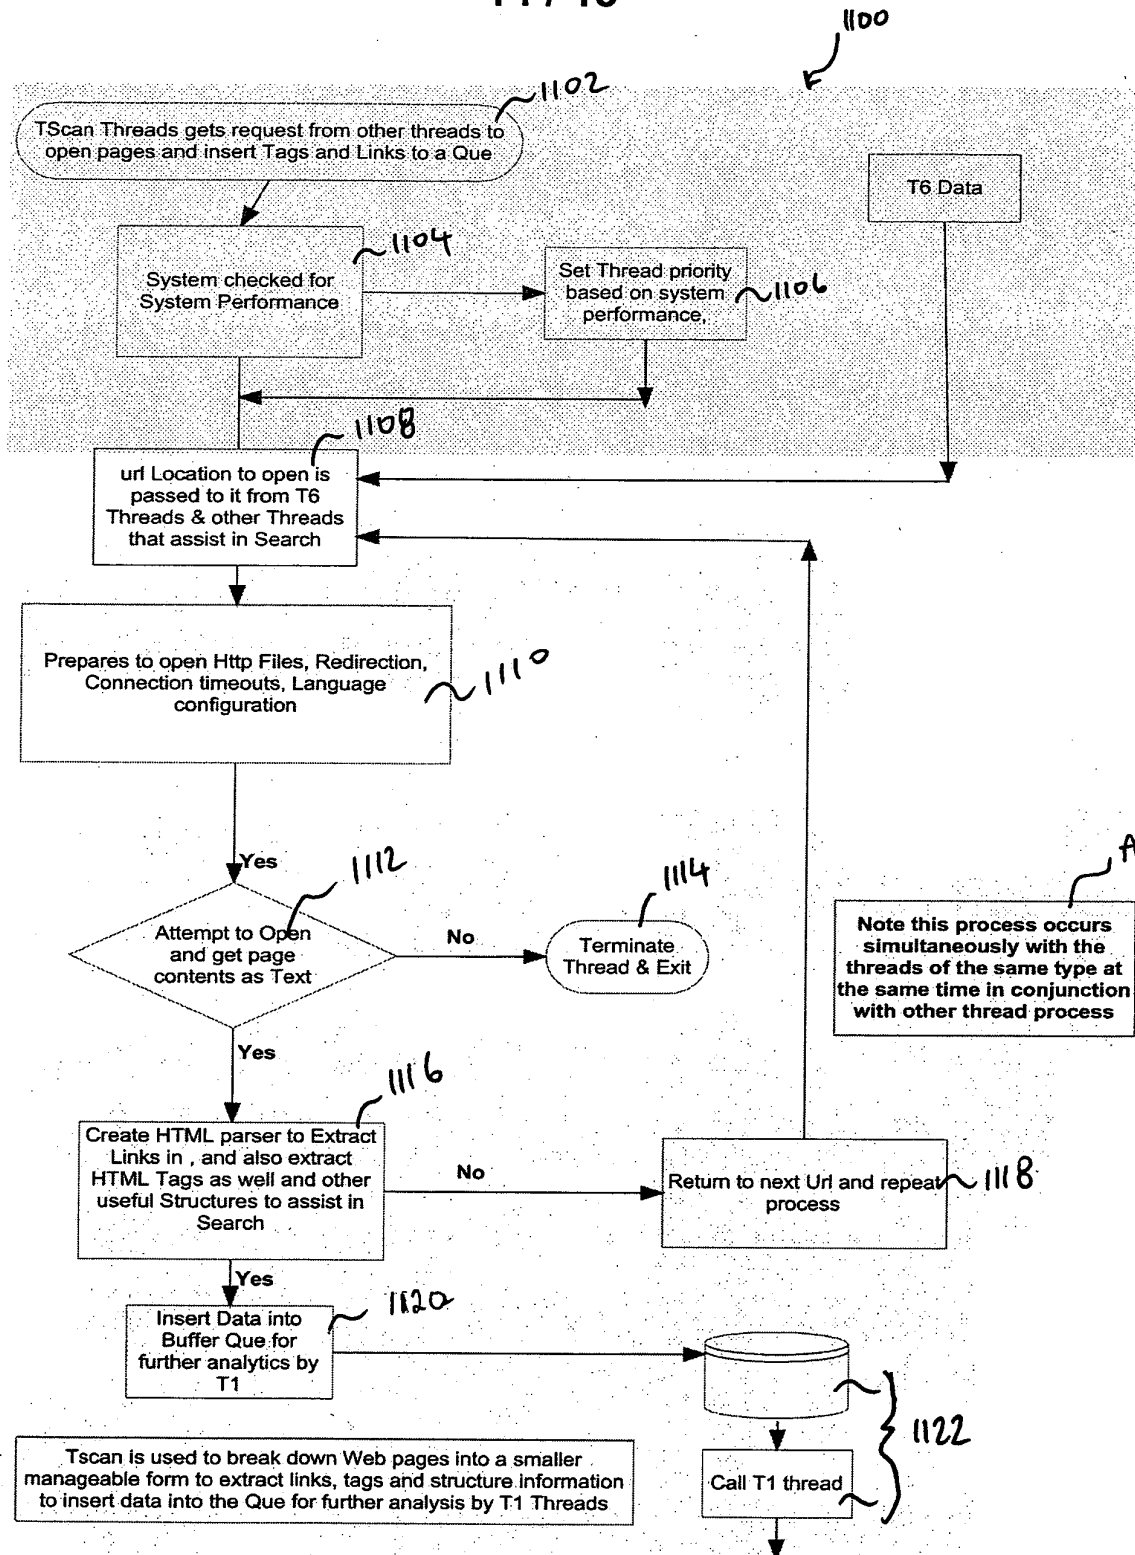 1100
1102
TScan Threads gets request from other threads to
open pages and insert Tags and Links to a Que
T6 Data
1104
System checked for
System Performance
Set Thread priority
based on system
performance,
1106
1108
url Location to open is
passed to it from T6
Threads & other Threads
that assist in Search
Prepares to open Http Files, Redirection,
Connection timeouts, Language
configuration
1110
Yes
1112
Attempt to Open
and get page
contents as Text
No
1114
Terminate
Thread & Exit
A
Note this process occurs
simultaneously with the
threads of the same type at
the same time in conjunction
with other thread process
Yes
1116
Create HTML parser to Extract
Links in , and also extract
HTML Tags as well and other
useful Structures to assist in
Search
No
Return to next Url and repeat
process
1118
Yes
1120
Insert Data into
Buffer Que for
further analytics by
T1
1122
Call T1 thread
Tscan is used to break down Web pages into a smaller
manageable form to extract links, tags and structure information
to insert data into the Que for further analysis by T1 Threads